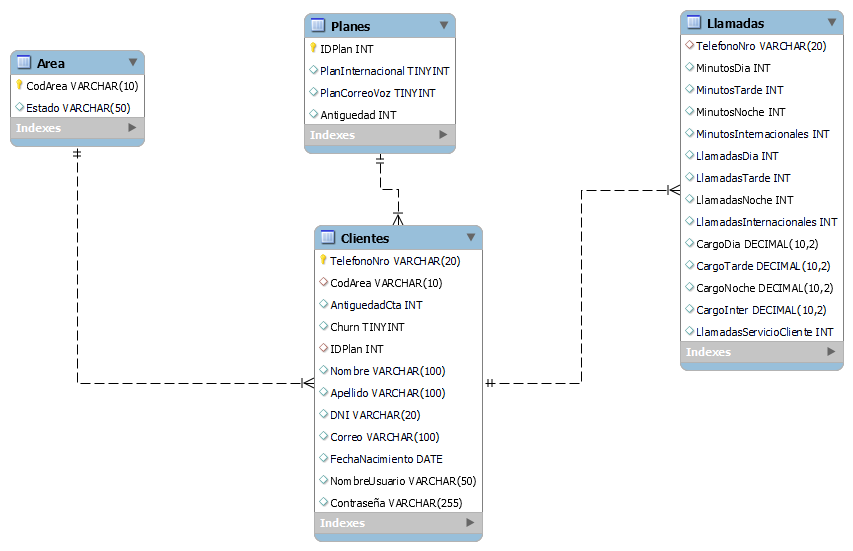 Area
CodArea VARCHAR(10)
Estado VARCHAR(50)
Indexes
Planes
IDPlan INT
PlanInternacional TINYINT
PlanCorreoVoz TINYINT
Antiguedad INT
Indexes
Clientes
TelefonoNro VARCHAR(20)
CodArea VARCHAR(10)
AntiguedadCta INT
Churn TINYINT
IDPlan INT
Nombre VARCHAR(100)
Apellido VARCHAR(100)
DNI VARCHAR(20)
Correo VARCHAR(100)
FechaNacimiento DATE
NombreUsuario VARCHAR(50)
Contraseña VARCHAR(255)
Indexes
Llamadas
TelefonoNro VARCHAR(20)
MinutosDia INT
MinutosTarde INT
MinutosNoche INT
MinutosInternacionales INT
LlamadasDia INT
LlamadasTarde INT
LlamadasNoche INT
LlamadasInternacionales INT
CargoDia DECIMAL(10,2)
CargoTarde DECIMAL(10,2)
CargoNoche DECIMAL(10,2)
CargoInter DECIMAL(10,2)
LlamadasServicioCliente INT
Indexes